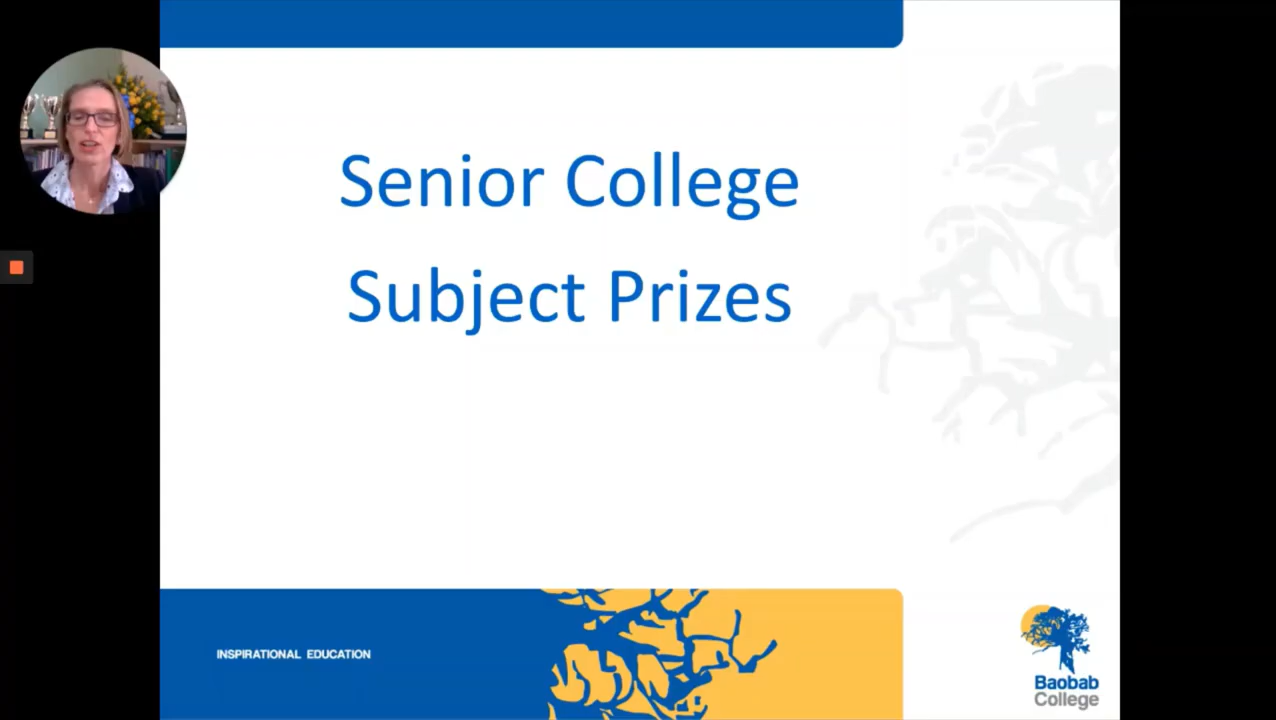 Senior College
Subject Prizes
INSPIRATIONAL EDUCATION
Baobab
College